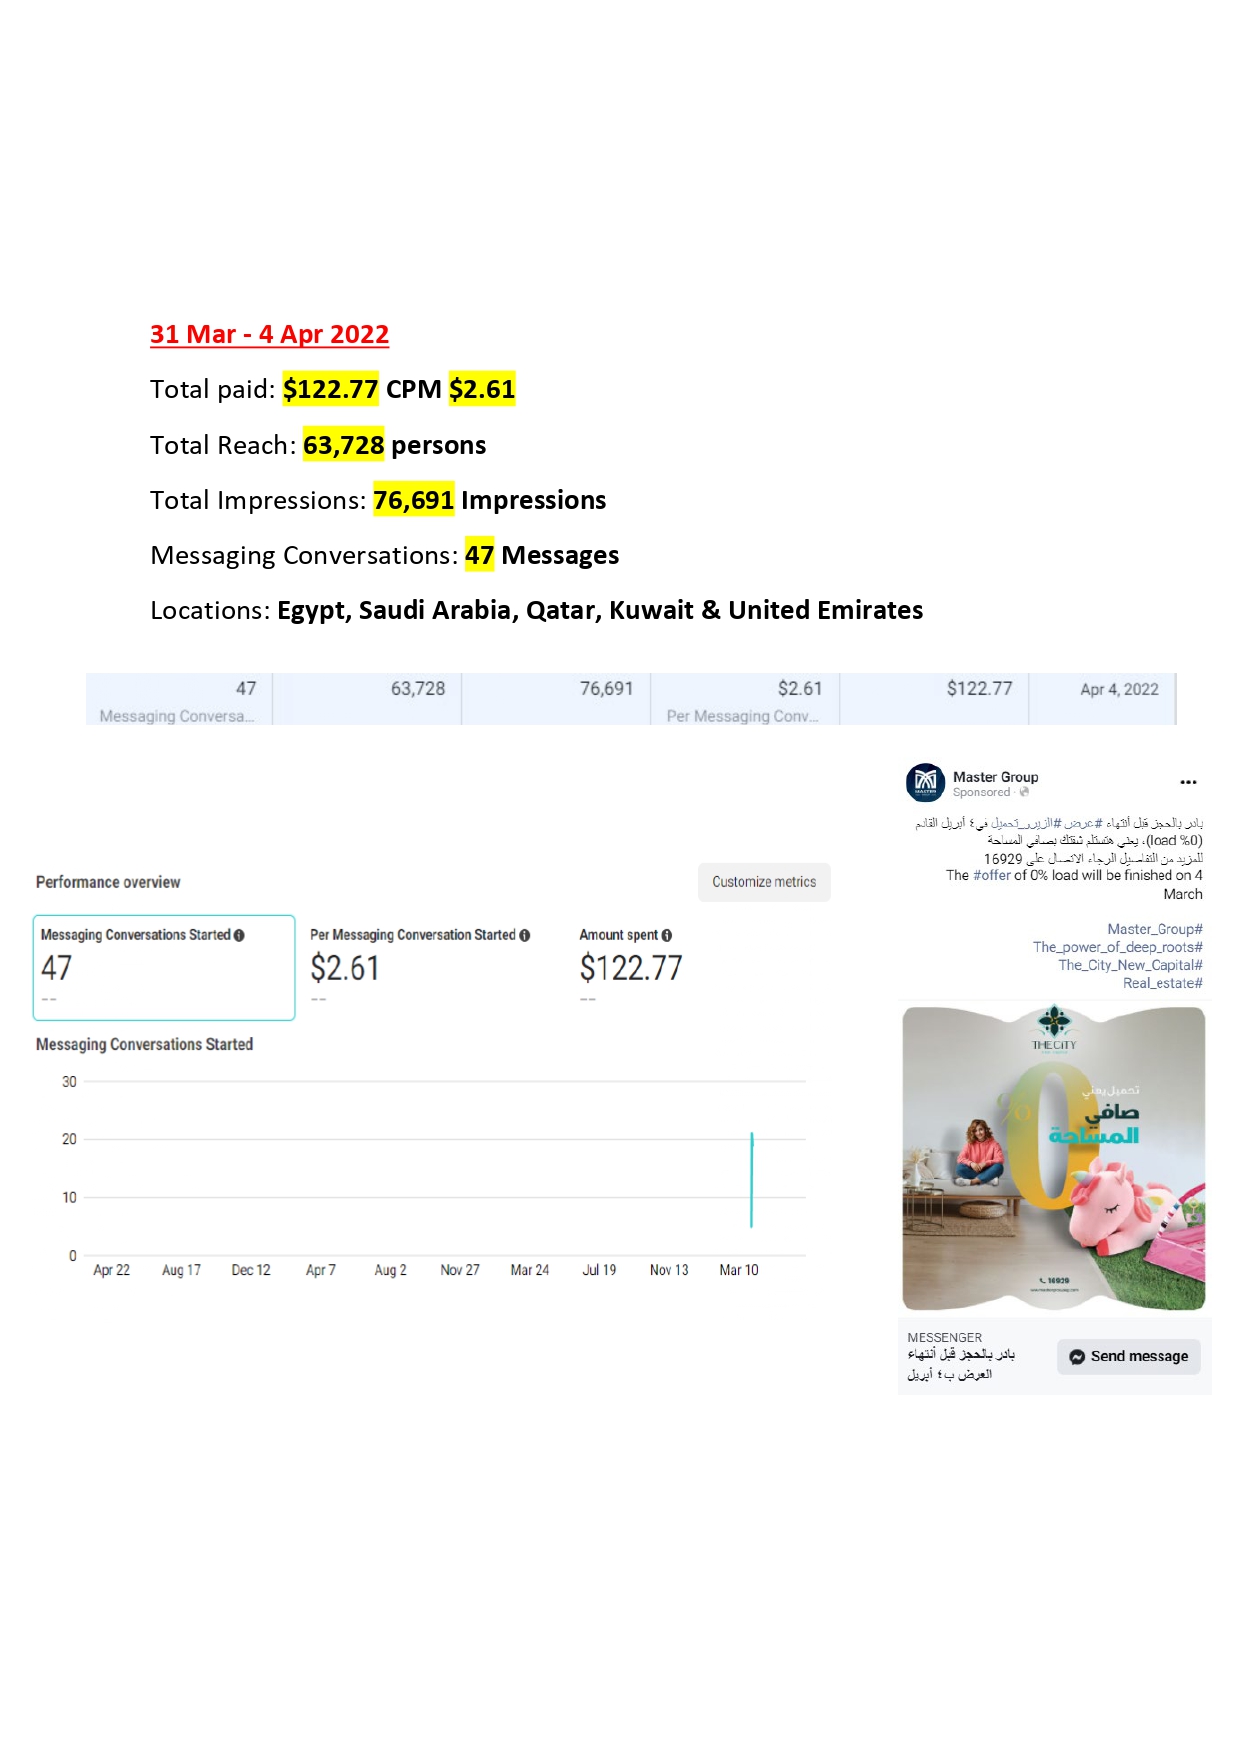 31 Mar - 4 Apr 2022
Total paid: $122.77 CPM $2.61
Total Reach: 63,728 persons
Total Impressions: 76,691 Impressions
Messaging Conversations: 47 Messages
Locations: Egypt, Saudi Arabia, Qatar, Kuwait & United Emirates
47 63,728 76,691 $2.61 $122.77 Apr 4, 2022
Messaging Conversa... Per Messaging Conv...
Performance overview
Customize metrics
Messaging Conversations Started
47
--
Per Messaging Conversation Started
$2.61
--
Amount spent
$122.77
--
Messaging Conversations Started
30
20
10
0
Apr 22 Aug 17 Dec 12 Apr 7 Aug 2 Nov 27 Mar 24 Jul 19 Nov 13 Mar 10
Master Group
Sponsored ·
بادر بالحجز قبل أنتهاء #عرض #الزيرو_تحميل في٤ أبريل القادم
(0% load)، يعني هتستلم شقتك بصافي المساحة
للمزيد من التفاصيل الرجاء الاتصال على 16929
The #offer of 0% load will be finished on 4
March
Master_Group#
The_power_of_deep_roots#
The_City_New_Capital#
Real_estate#
THE CITY
%0
تحميل يعني
صافي
المساحة
16929
MESSENGER
بادر بالحجز قبل أنتهاء
العرض ب٤ أبريل
Send message